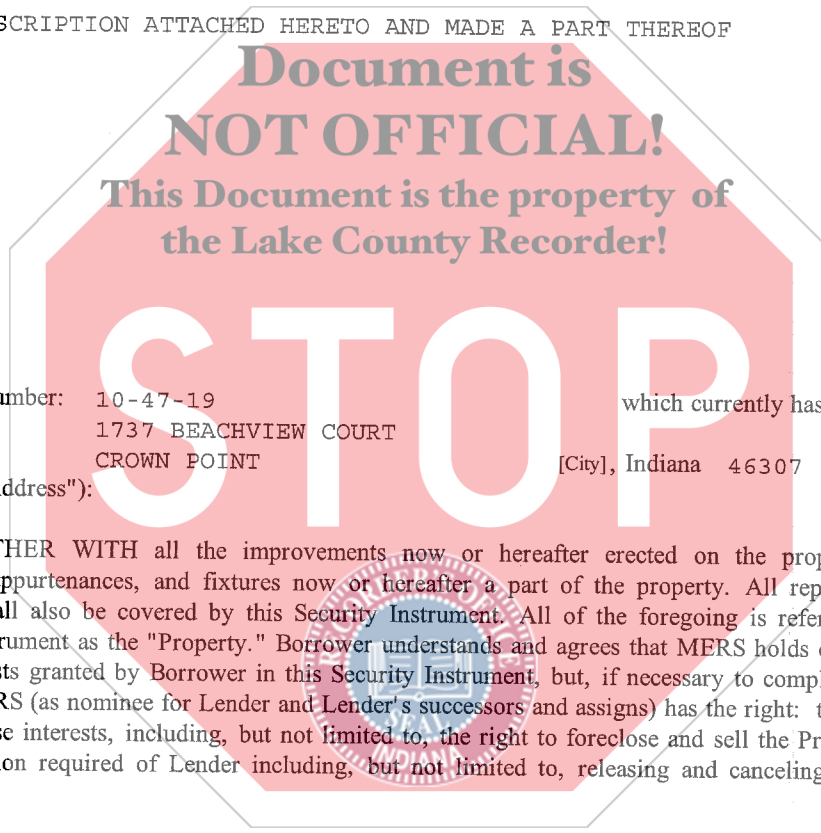 SCRIPTION ATTACHED HERETO AND MADE A PART THEREOF
Document is
NOT OFFICIAL!
This Document is the property of
the Lake County Recorder!
STOP
umber: 10-47-19 which currently has
1737 BEACHVIEW COURT
CROWN POINT [City], Indiana 46307
ddress"):
THER WITH all the improvements now or hereafter erected on the prop
ppurtenances, and fixtures now or hereafter a part of the property. All rep
all also be covered by this Security Instrument. All of the foregoing is refer
rument as the "Property." Borrower understands and agrees that MERS holds
sts granted by Borrower in this Security Instrument, but, if necessary to compl
RS (as nominee for Lender and Lender's successors and assigns) has the right: t
se interests, including, but not limited to, the right to foreclose and sell the Pr
ion required of Lender including, but not limited to, releasing and canceling
RECORDER'S OFFICE
SEAL
INDIANA